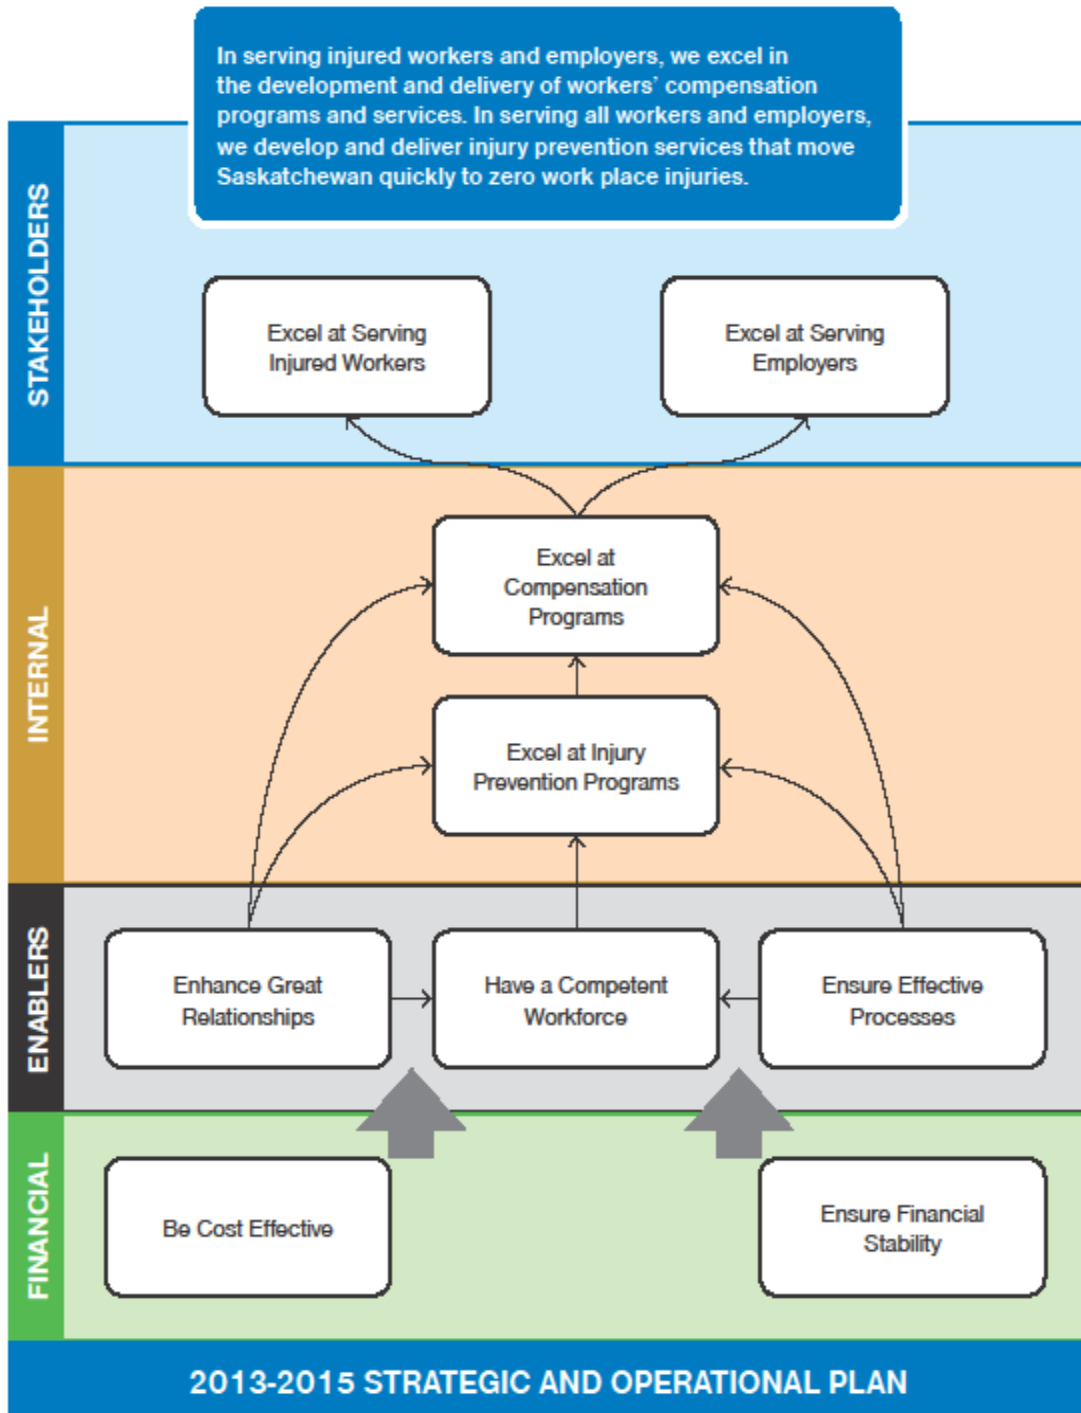 In serving injured workers and employers, we excel in
the development and delivery of workers' compensation
programs and services. In serving all workers and employers,
we develop and deliver injury prevention services that move
Saskatchewan quickly to zero work place injuries.
STAKEHOLDERS
Excel at Serving
Injured Workers
Excel at Serving
Employers
INTERNAL
Excel at
Compensation
Programs
Excel at Injury
Prevention Programs
ENABLERS
Enhance Great
Relationships
Have a Competent
Workforce
Ensure Effective
Processes
FINANCIAL
Be Cost Effective
Ensure Financial
Stability
2013-2015 STRATEGIC AND OPERATIONAL PLAN